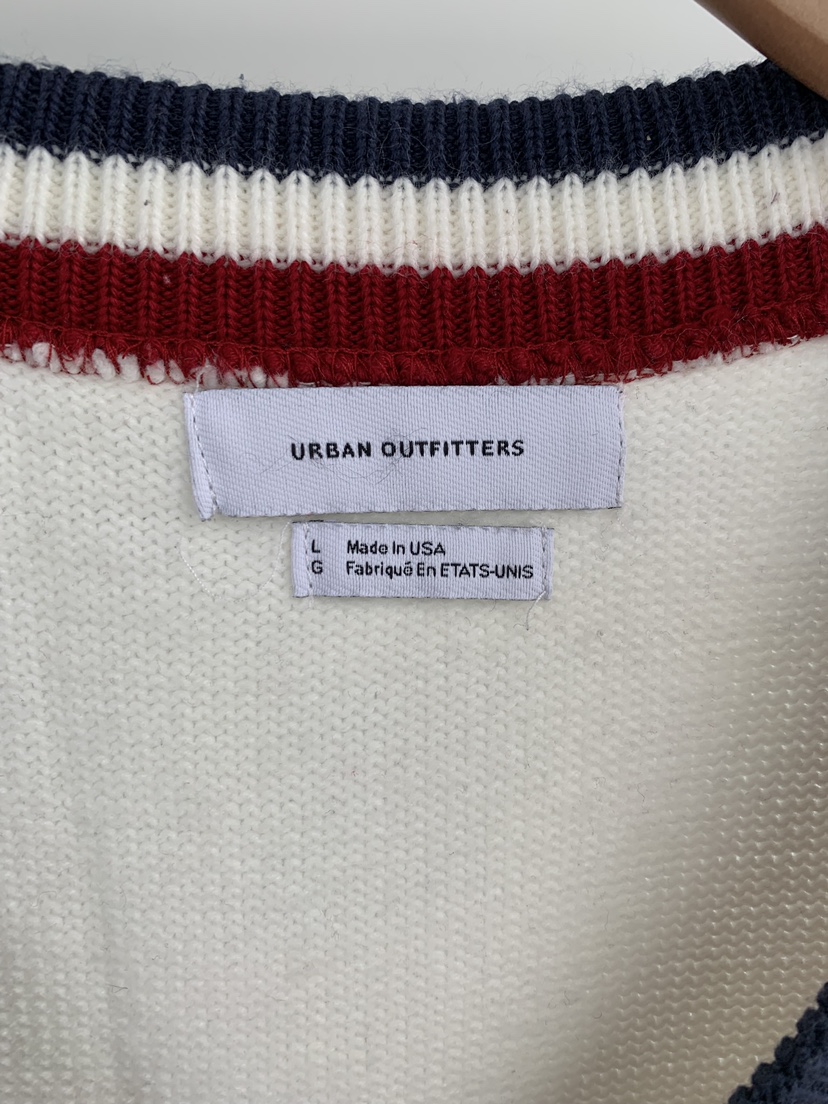 URBAN OUTFITTERS
L Made In USA
G Fabriqué En ETATS-UNIS